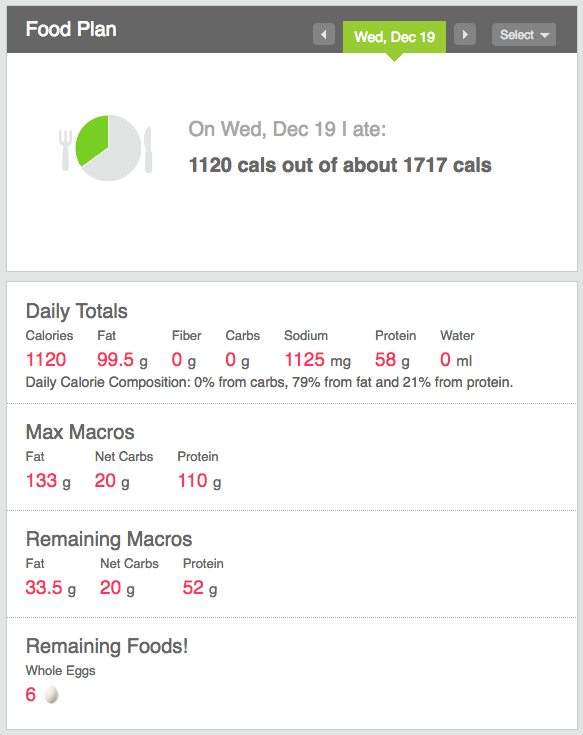 Food Plan
Wed, Dec 19
Select
On Wed, Dec 19 I ate:
1120 cals out of about 1717 cals
Daily Totals
Calories Fat Fiber Carbs Sodium Protein Water
1120 99.5 g 0 g 0 g 1125 mg 58 g 0 ml
Daily Calorie Composition: 0% from carbs, 79% from fat and 21% from protein.
Max Macros
Fat Net Carbs Protein
133 g 20 g 110 g
Remaining Macros
Fat Net Carbs Protein
33.5 g 20 g 52 g
Remaining Foods!
Whole Eggs
6